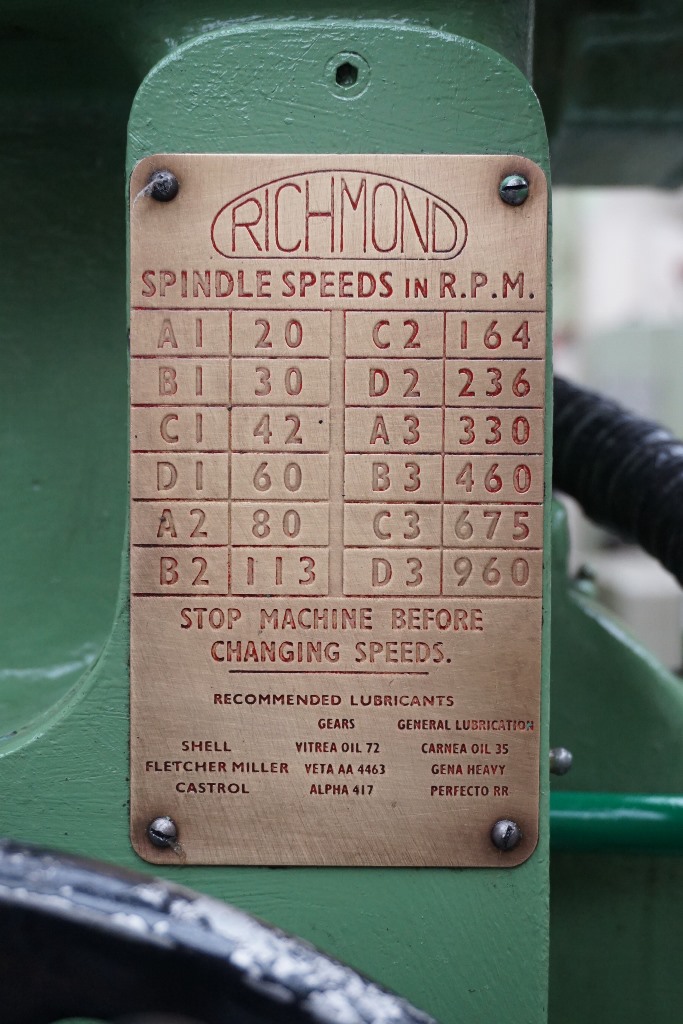 RICHMOND
SPINDLE SPEEDS IN R.P.M.
A1 20 C2 164
B1 30 D2 236
C1 42 A3 330
D1 60 B3 460
A2 80 C3 675
B2 113 D3 960
STOP MACHINE BEFORE
CHANGING SPEEDS.
RECOMMENDED LUBRICANTS
GEARS GENERAL LUBRICATION
SHELL VITREA OIL 72 CARNEA OIL 35
FLETCHER MILLER VETA AA 4463 GENA HEAVY
CASTROL ALPHA 417 PERFECTO RR